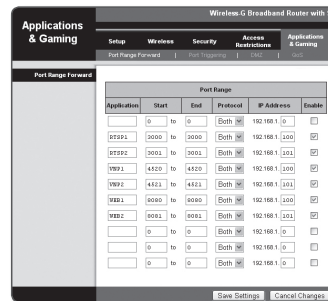 Wireless-G Broadband Router with
Applications
& Gaming
Setup Wireless Security Access Restrictions Applications & Gaming
Port Range Forward | Port Triggering | DMZ | QoS
Port Range Forward
Port Range
Application Start End Protocol IP Address Enable
0 to 0 Both 192.168.1. 0
RTSP1 3000 to 3000 Both 192.168.1. 100
RTSP2 3001 to 3001 Both 192.168.1. 101
VNP1 4520 to 4520 Both 192.168.1. 100
VNP2 4521 to 4521 Both 192.168.1. 101
WEB1 8080 to 8080 Both 192.168.1. 100
WEB2 8081 to 8081 Both 192.168.1. 101
0 to 0 Both 192.168.1. 0
0 to 0 Both 192.168.1. 0
0 to 0 Both 192.168.1. 0
Save Settings Cancel Changes